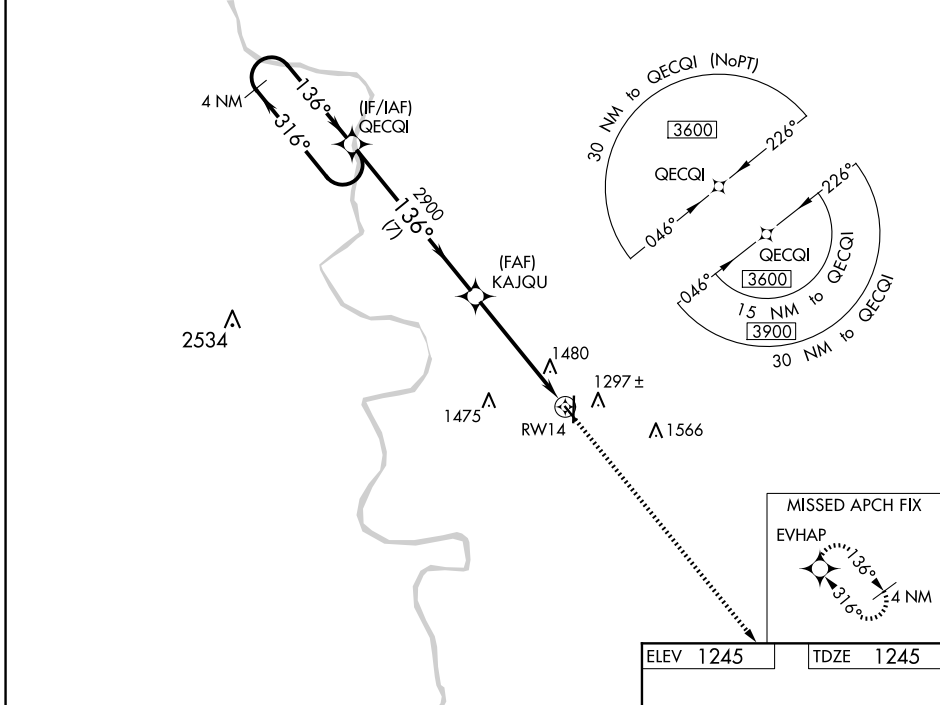 4 NM
136°
316°
(IF/IAF)
QECQI
2900
136°
(7)
(FAF)
KAJQU
2534
1480
1297 ±
1475
RW14
1566
30 NM to QECQI (NoPT)
3600
226°
QECQI
046°
226°
QECQI
046°
3600
15 NM to QECQI
3900
30 NM to QECQI
MISSED APCH FIX
EVHAP
136°
316°
4 NM
ELEV 1245
TDZE 1245